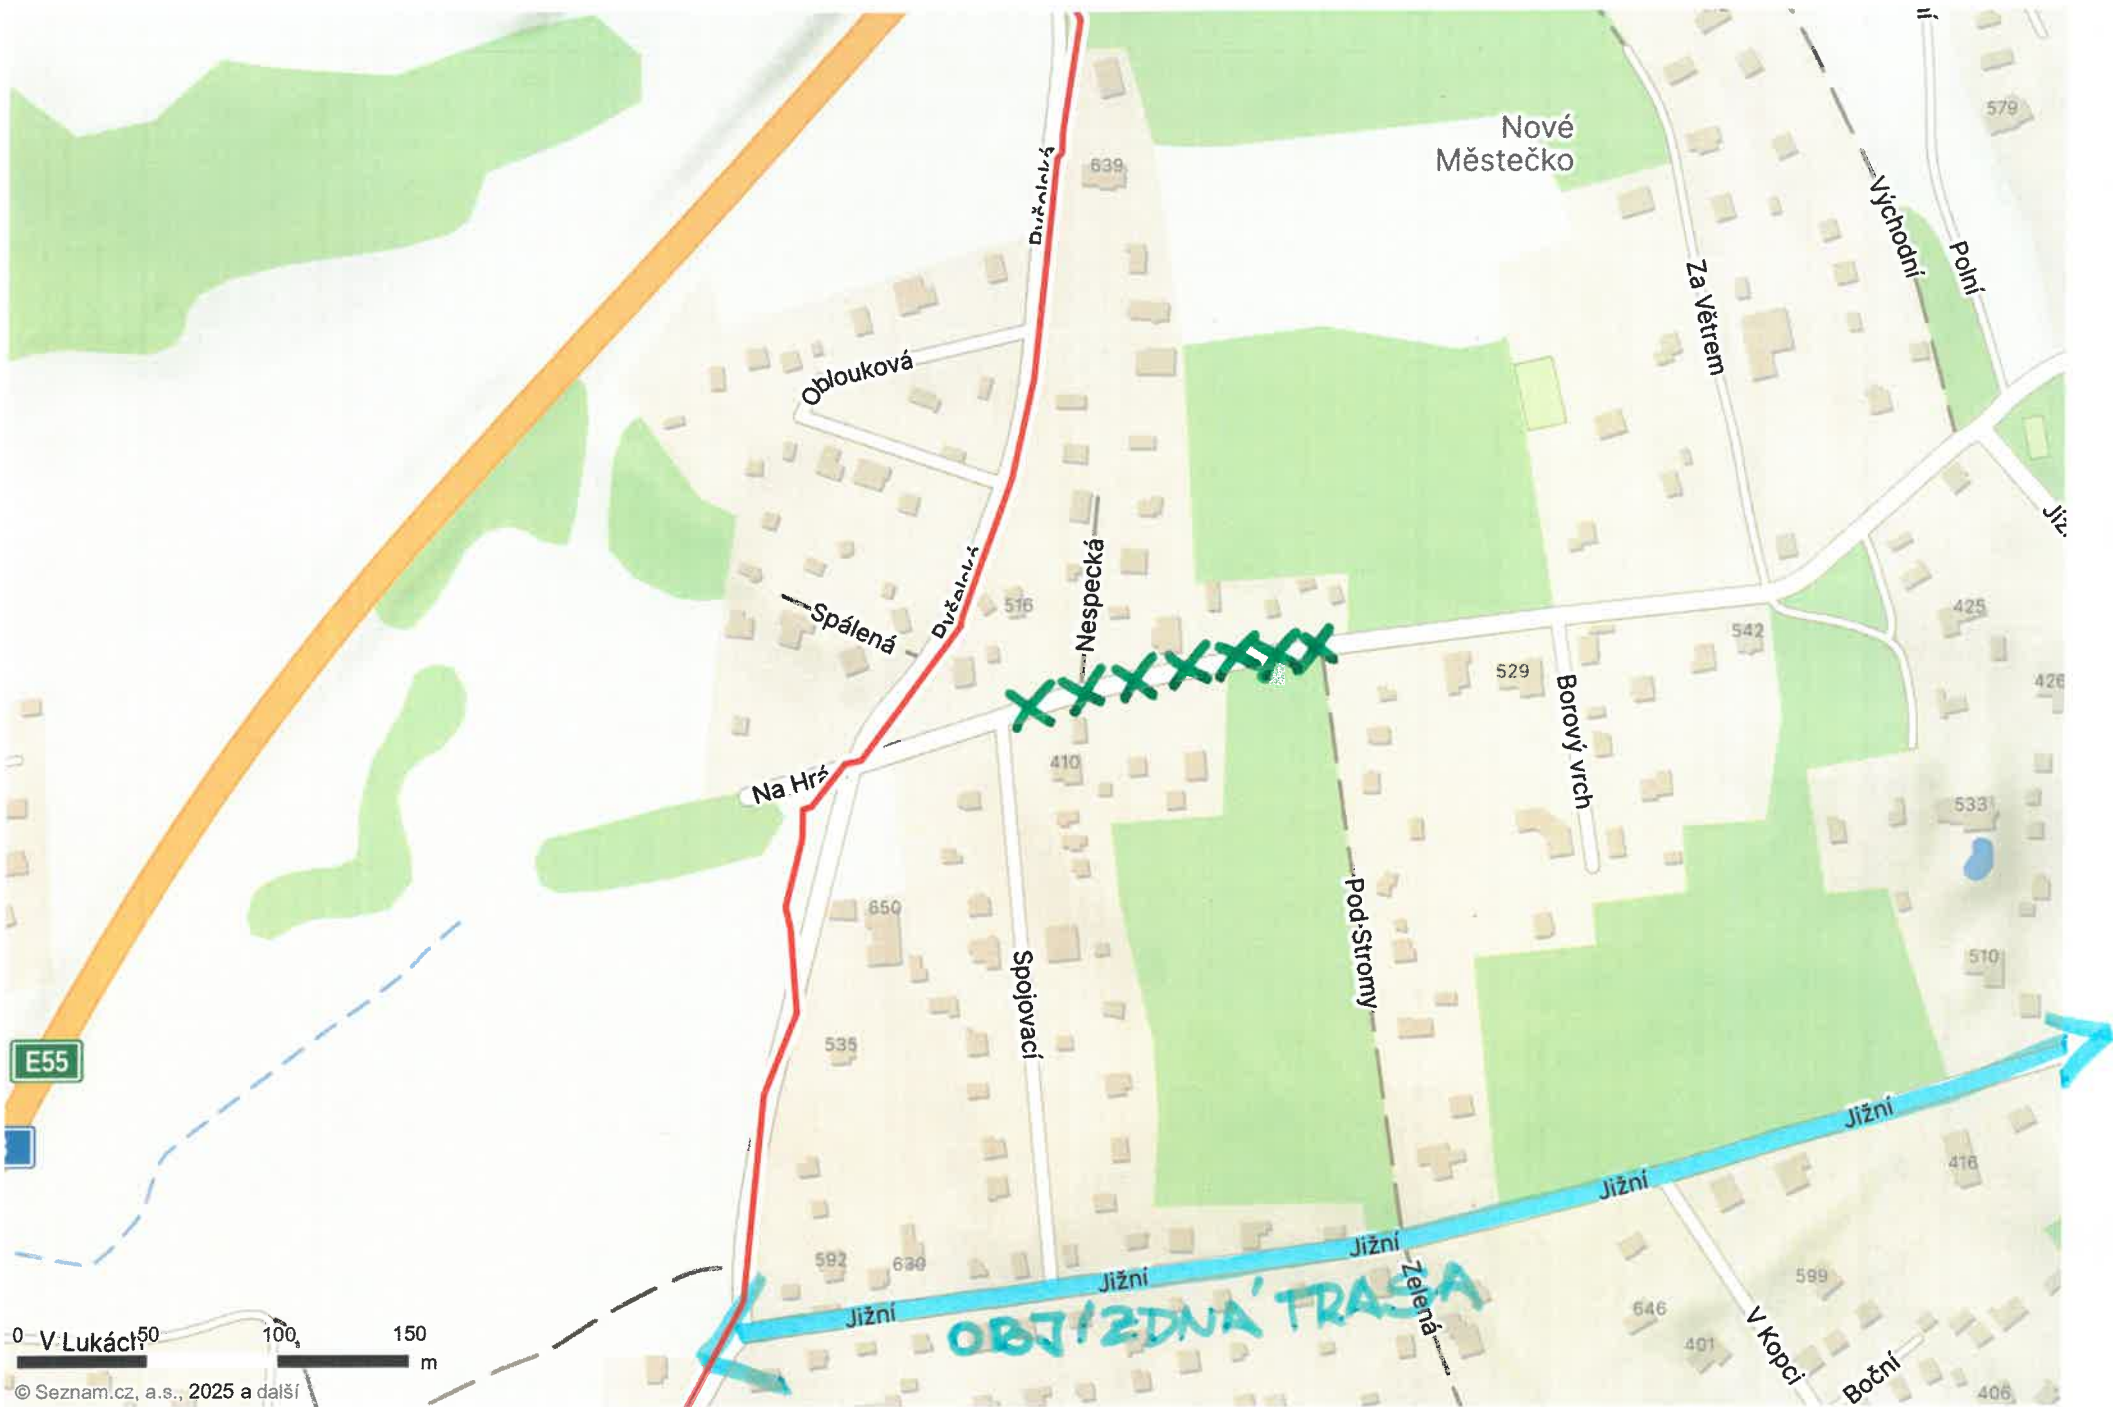 Nové
Městečko
579
639
Východní
Polní
Za Větrem
Oblouková
Nespecká
516
Spálená
425
542
529
426
Borový vrch
410
Na Hrá
533
650
Pod Stromy
510
Spojovací
535
E55
Jižní
416
Jižní
Jižní
592
630
Jižní
Jižní
Zelená
OBJÍZDNÁ TRASA
599
646
401
V Kopci
Boční
406
V Lukách
0 50 100 150
m
© Seznam.cz, a.s., 2025 a další